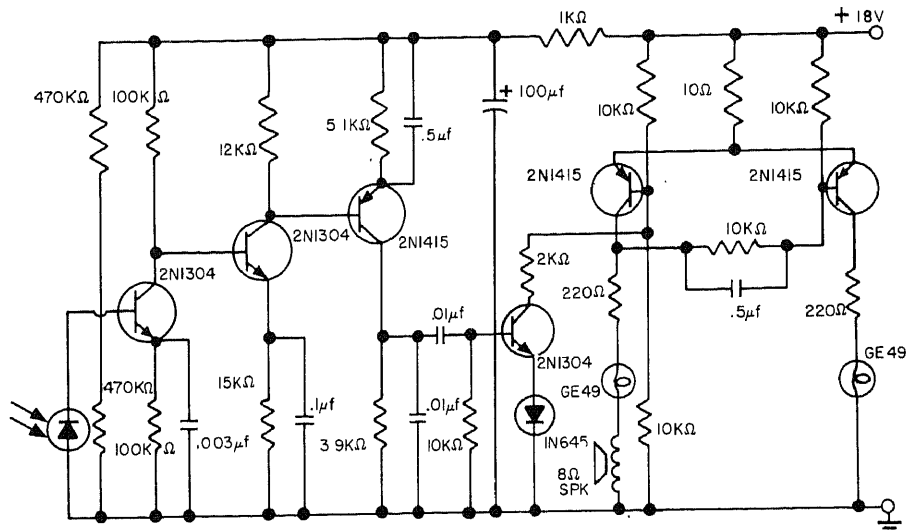 + 18V
1KΩ
470KΩ
100KΩ
12KΩ
5 1KΩ
.5µf
+ 100µf
10KΩ
10Ω
10KΩ
2N1415
2N1415
2N1304
2N1415
10KΩ
2N1304
2KΩ
220Ω
.5µf
220Ω
.01µf
2N1304
GE49
GE49
470KΩ
15KΩ
.1µf
.01µf
1N645
10KΩ
100KΩ
.003µf
3 9KΩ
10KΩ
8Ω
SPK